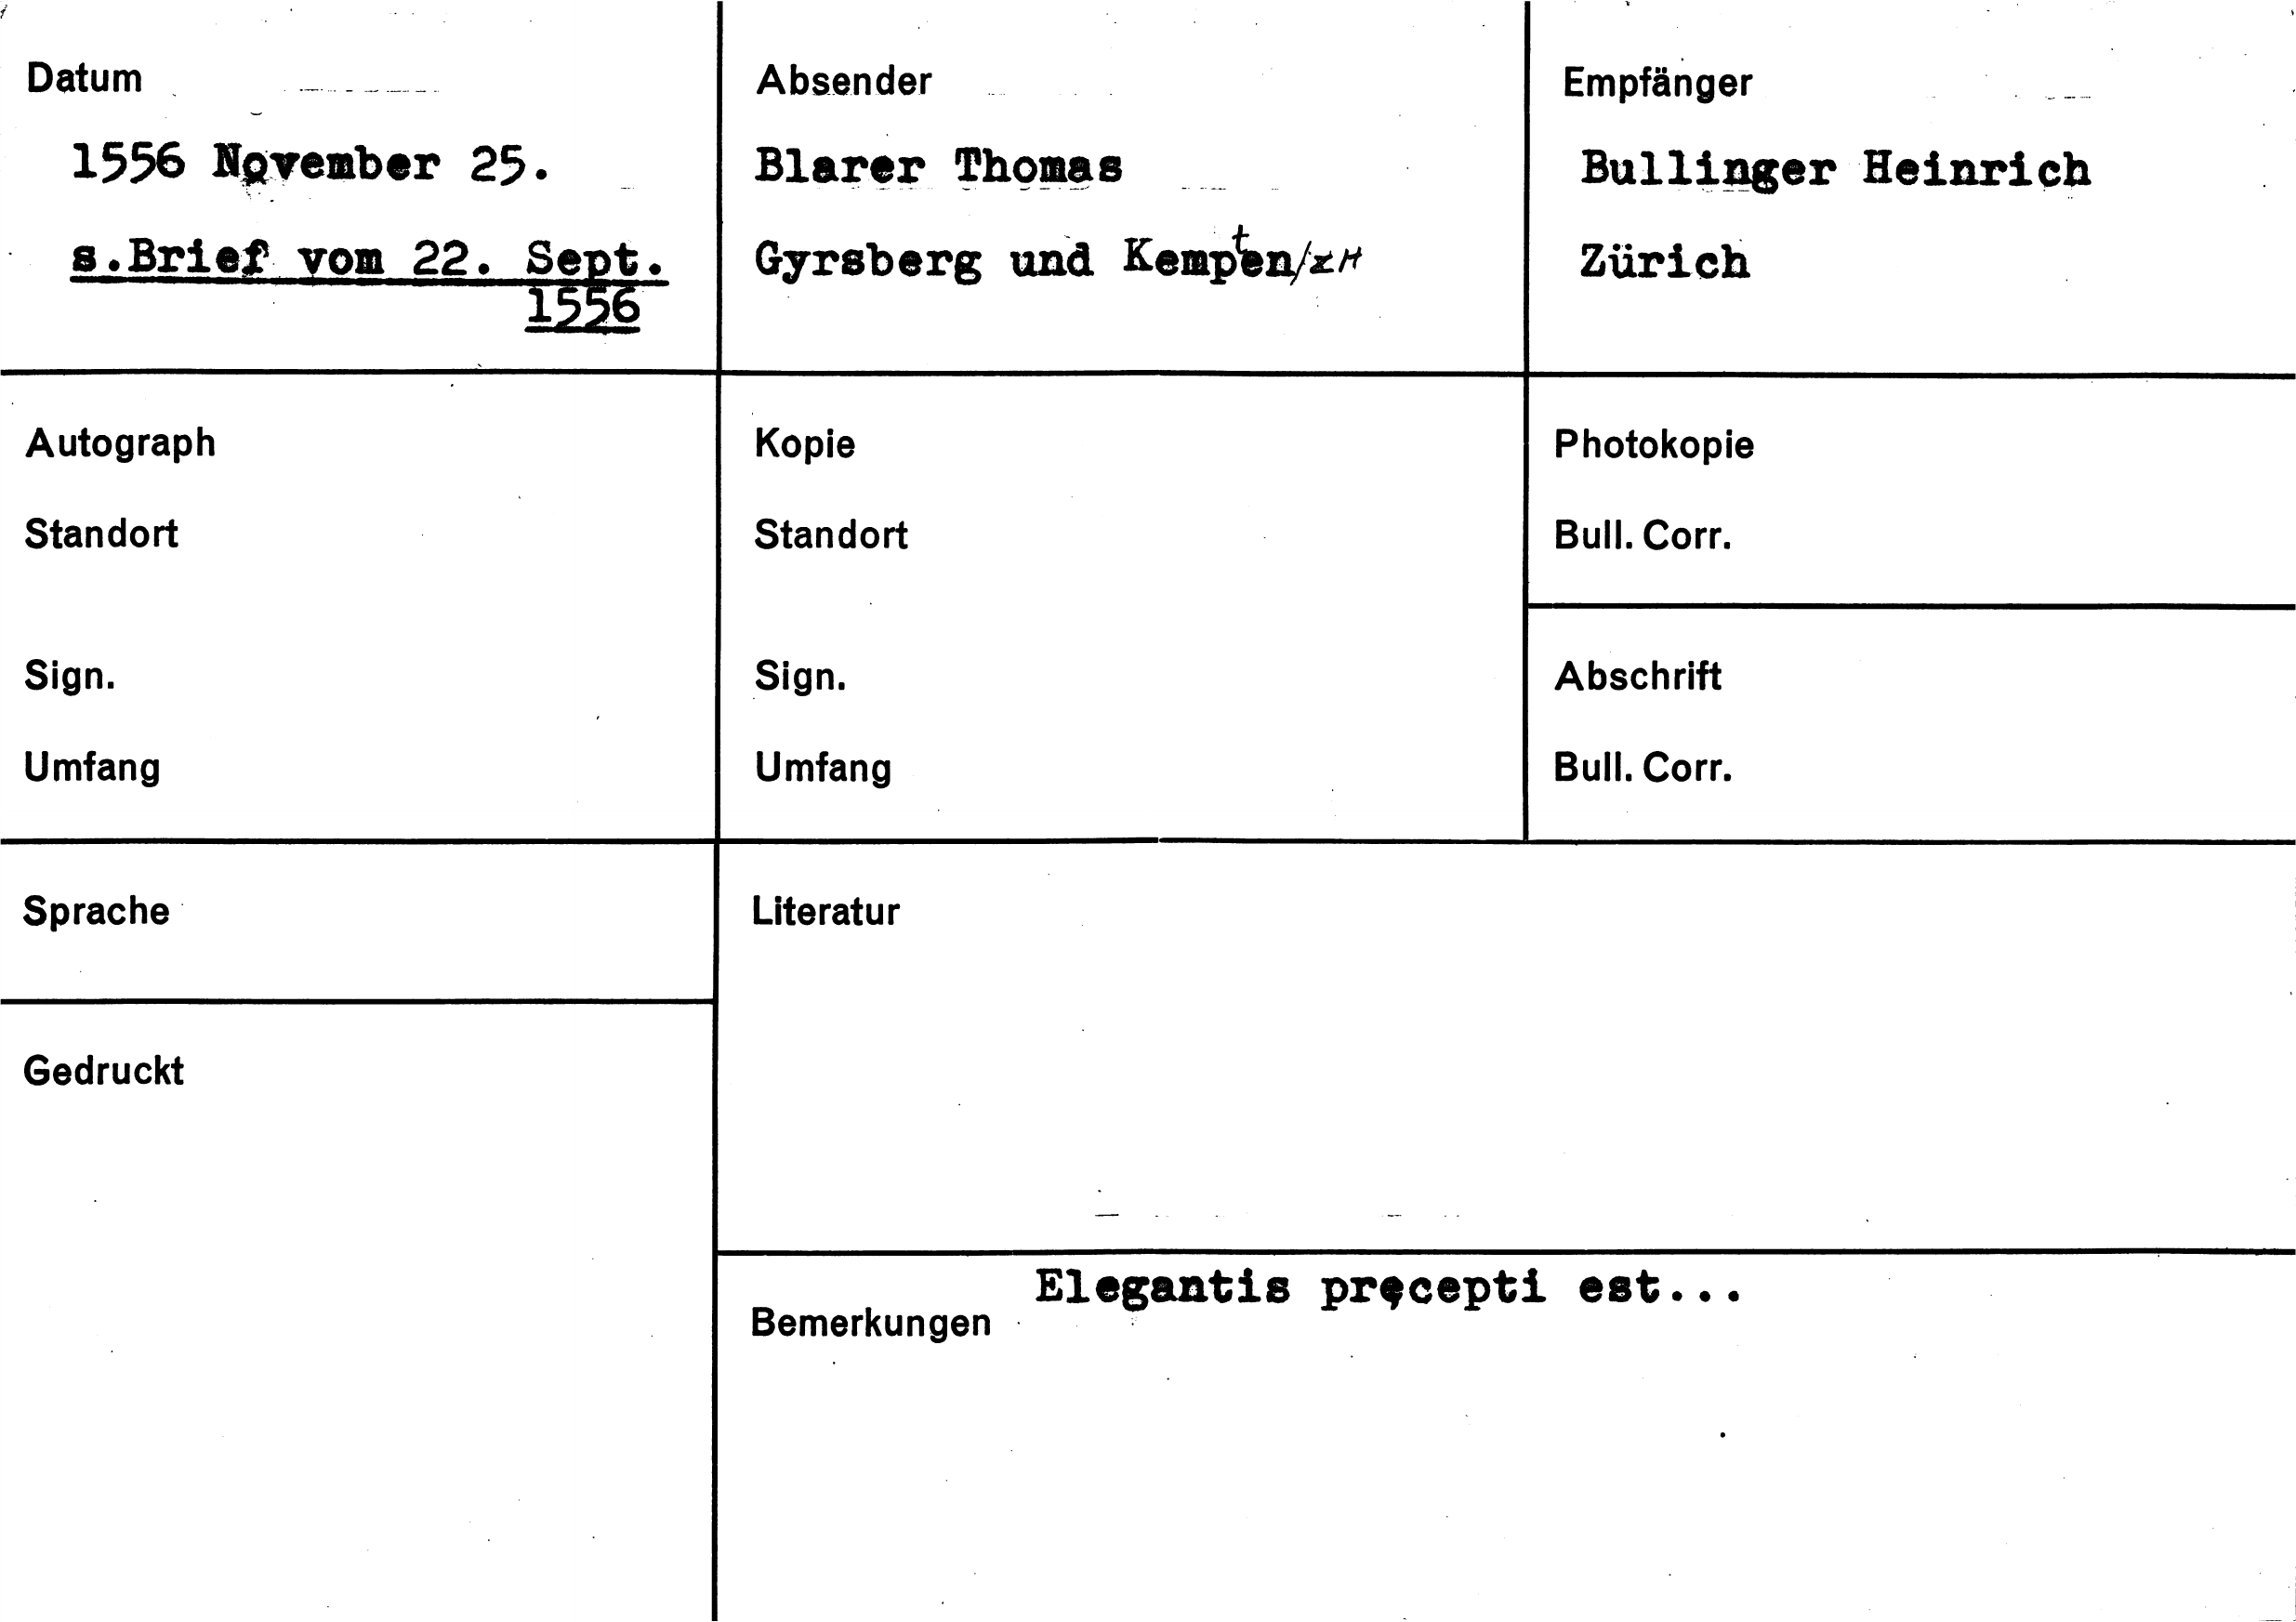 Datum
1556 November 25.
s.Brief vom 22. Sept.
1556
Absender
Blarer Thomas
Gyrsberg und Kempten/ZH
Empfänger
Bullinger Heinrich
Zürich
Autograph
Standort
Sign.
Umfang
Kopie
Standort
Sign.
Umfang
Photokopie
Bull. Corr.
Abschrift
Bull. Corr.
Sprache
Gedruckt
Literatur
Elegantis pręcepti est...
Bemerkungen